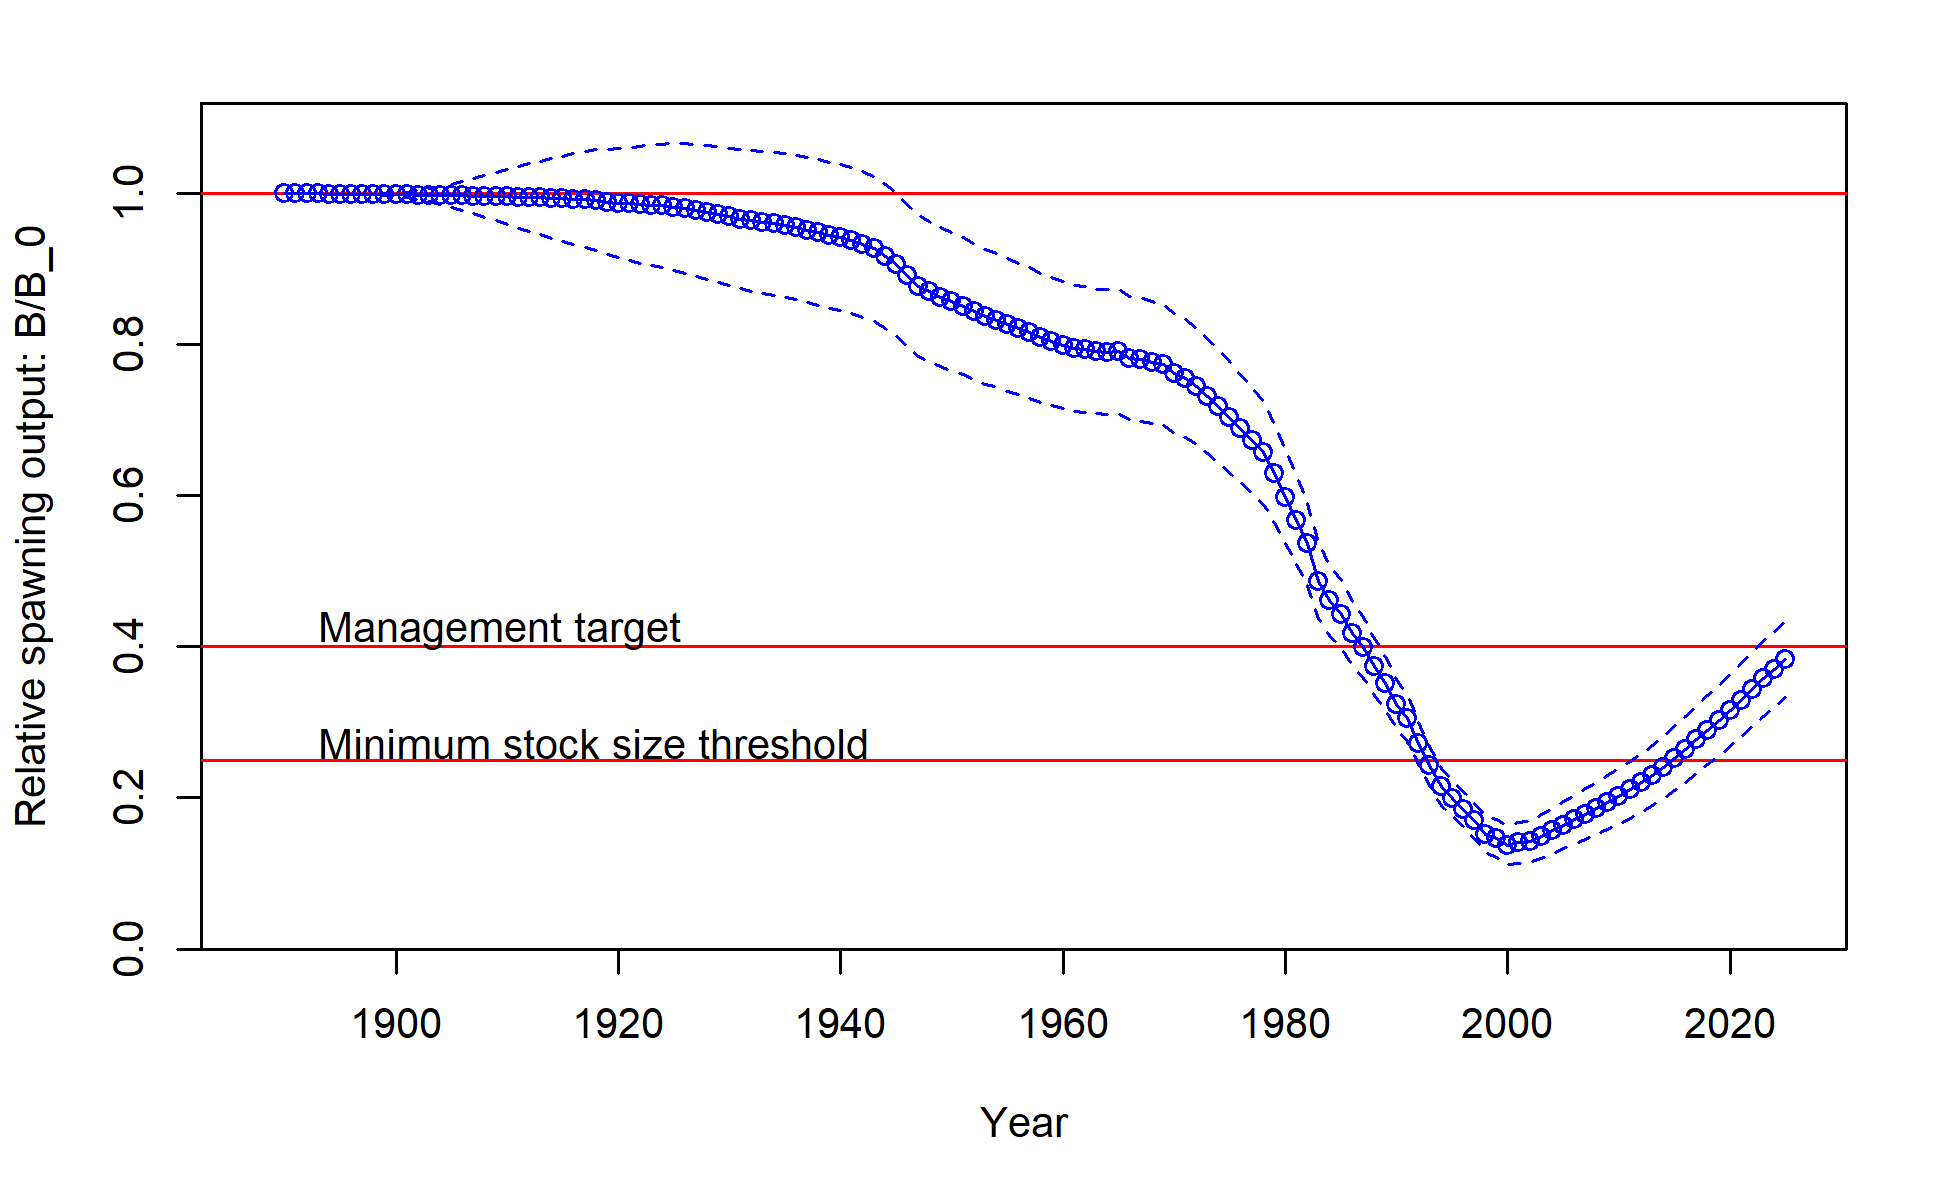 Relative spawning output: B/B_0
1.0
0.8
0.6
0.4
0.2
0.0
Management target
Minimum stock size threshold
1900 1920 1940 1960 1980 2000 2020
Year